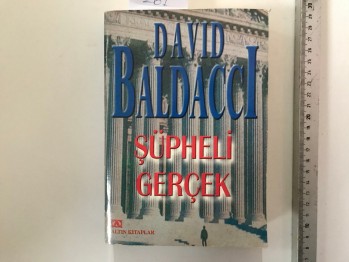 DAVID
BALDACCI
ŞÜPHELİ
GERÇEK
ALTIN KİTAPLAR